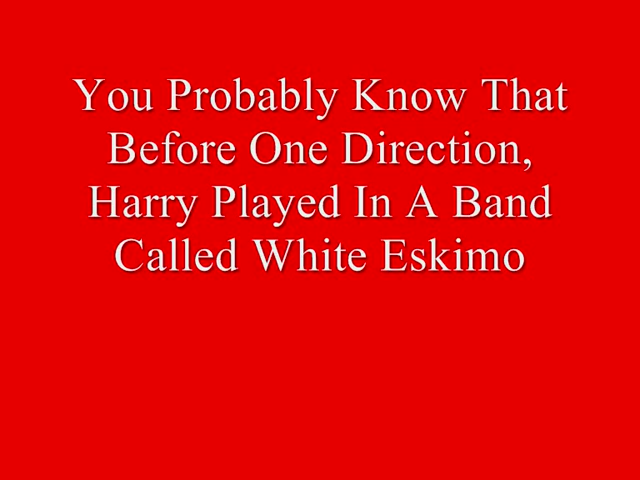 You Probably Know That
Before One Direction,
Harry Played In A Band
Called White Eskimo